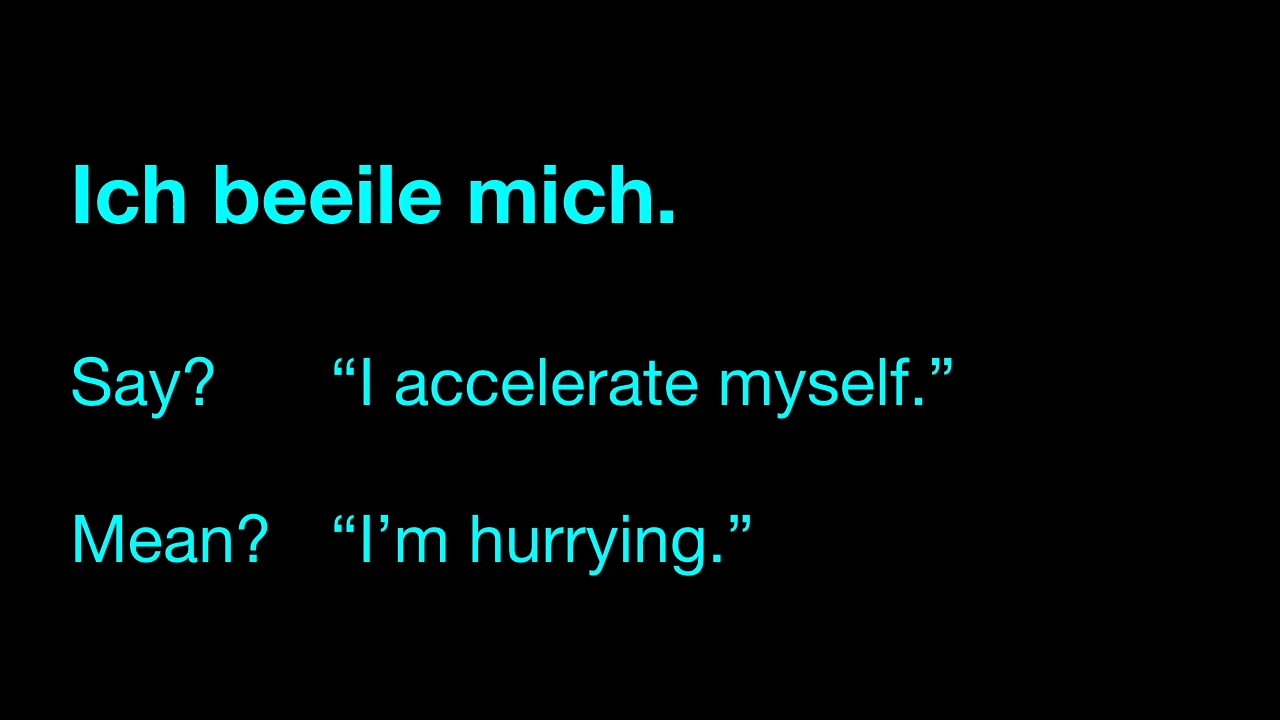 Ich beeile mich.
Say? “I accelerate myself.”
Mean? “I’m hurrying.”